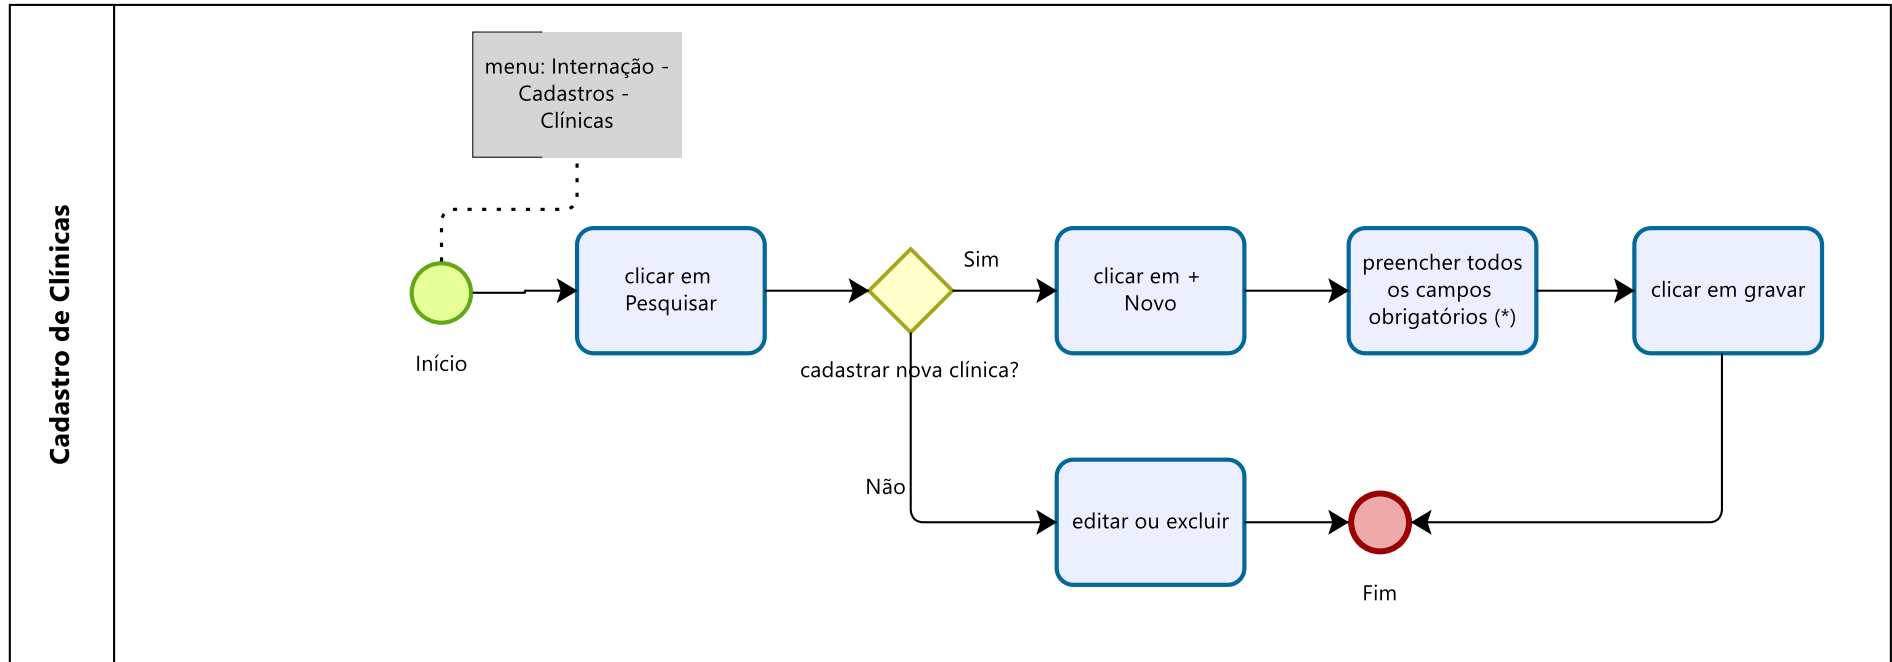 Cadastro de Clínicas
menu: Internação -
Cadastros -
Clínicas
Início
clicar em
Pesquisar
cadastrar nova clínica?
Sim
clicar em +
Novo
preencher todos
os campos
obrigatórios (*)
clicar em gravar
Não
editar ou excluir
Fim